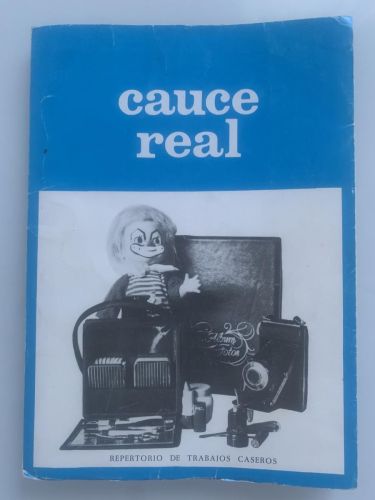 cauce
real
Album
Fotos
REPERTORIO DE TRABAJOS CASEROS